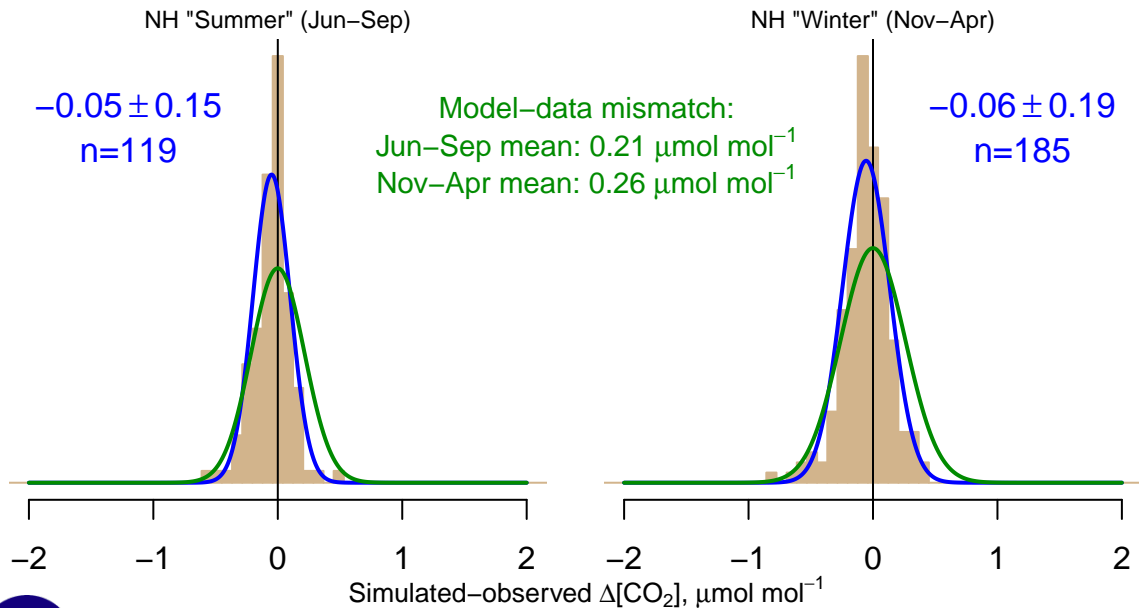 NH "Summer" (Jun−Sep)
NH "Winter" (Nov−Apr)
−0.05 ± 0.15
n=119
Model−data mismatch:
Jun−Sep mean: 0.21 μmol mol⁻¹
Nov−Apr mean: 0.26 μmol mol⁻¹
−0.06 ± 0.19
n=185
−2 −1 0 1 2
−2 −1 0 1 2
Simulated−observed Δ[CO₂], μmol mol⁻¹